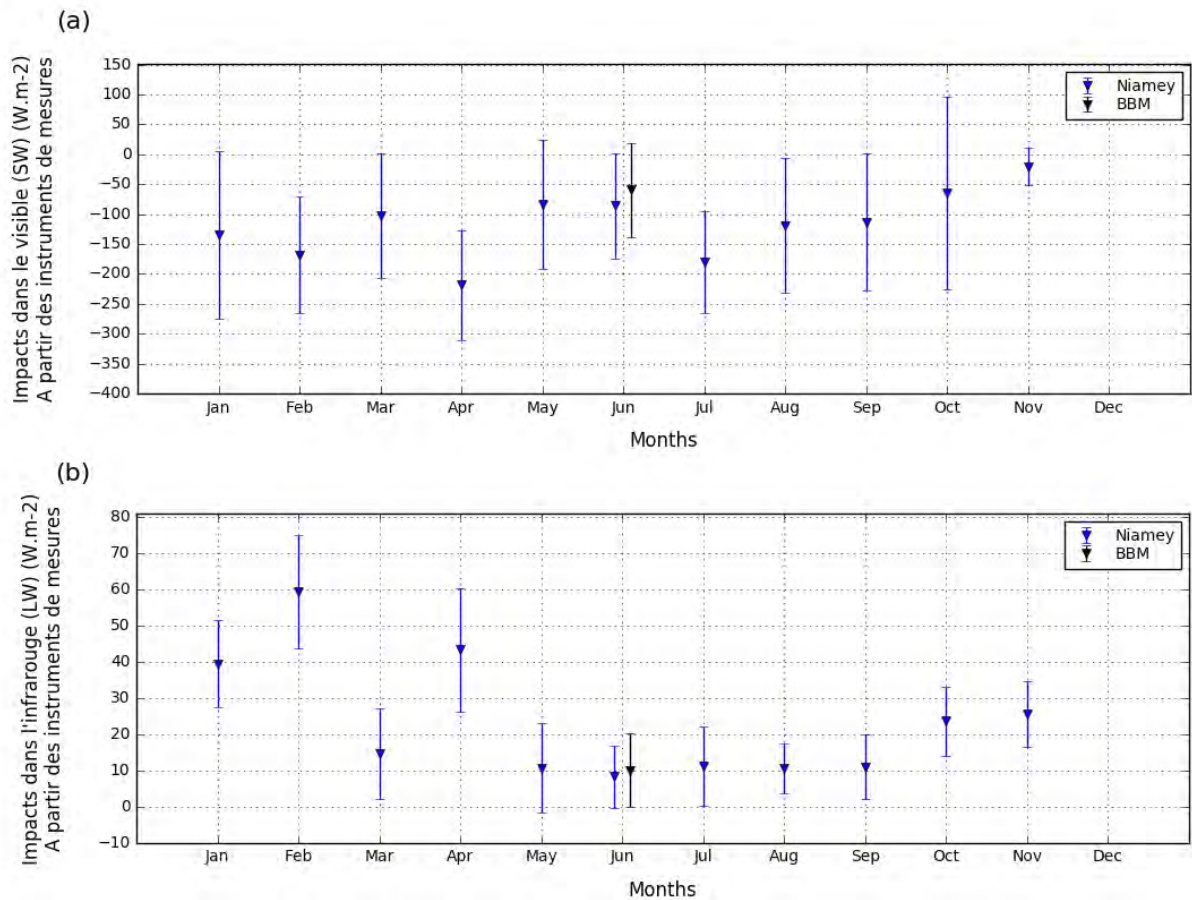 (a)
Impacts dans le visible (SW) (W.m-2)
A partir des instruments de mesures
150
100
50
0
−50
−100
−150
−200
−250
−300
−350
−400
Niamey
BBM
Jan Feb Mar Apr May Jun Jul Aug Sep Oct Nov Dec
Months
(b)
Impacts dans l'infrarouge (LW) (W.m-2)
A partir des instruments de mesures
80
70
60
50
40
30
20
10
0
−10
Niamey
BBM
Jan Feb Mar Apr May Jun Jul Aug Sep Oct Nov Dec
Months